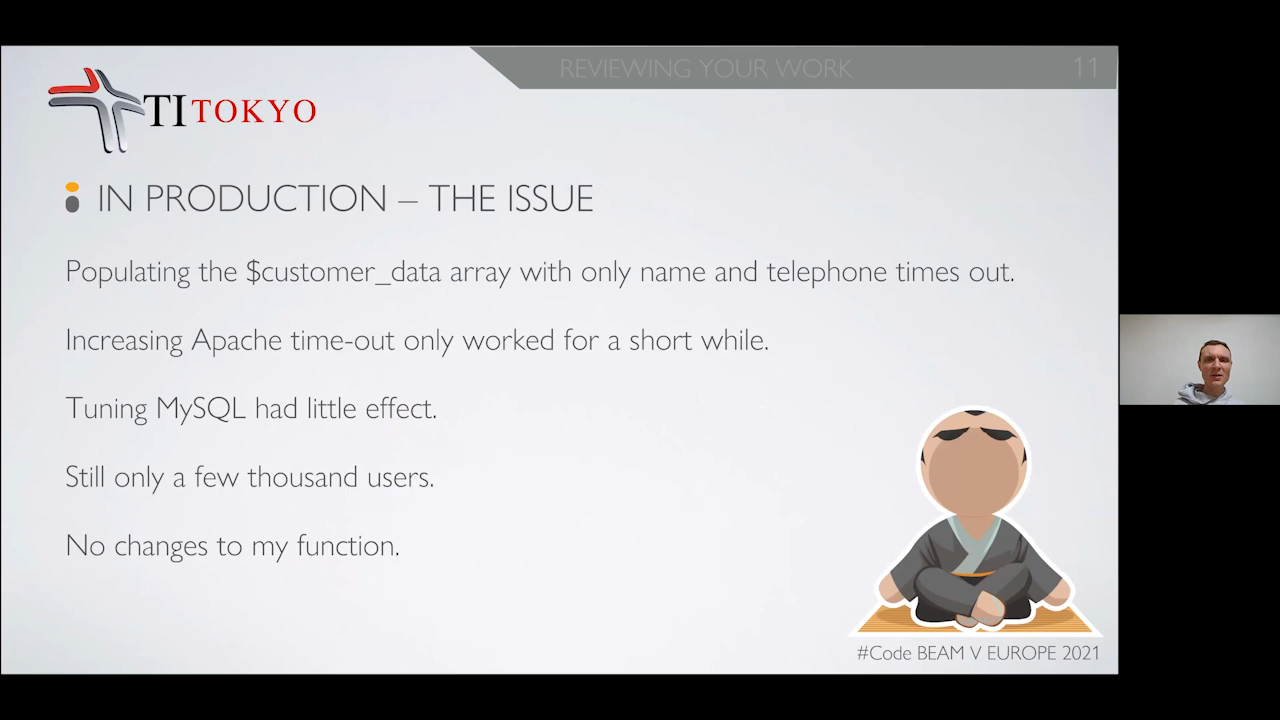 REVIEWING YOUR WORK 11
TI TOKYO
IN PRODUCTION – THE ISSUE
Populating the $customer_data array with only name and telephone times out.
Increasing Apache time-out only worked for a short while.
Tuning MySQL had little effect.
Still only a few thousand users.
No changes to my function.
#Code BEAM V EUROPE 2021